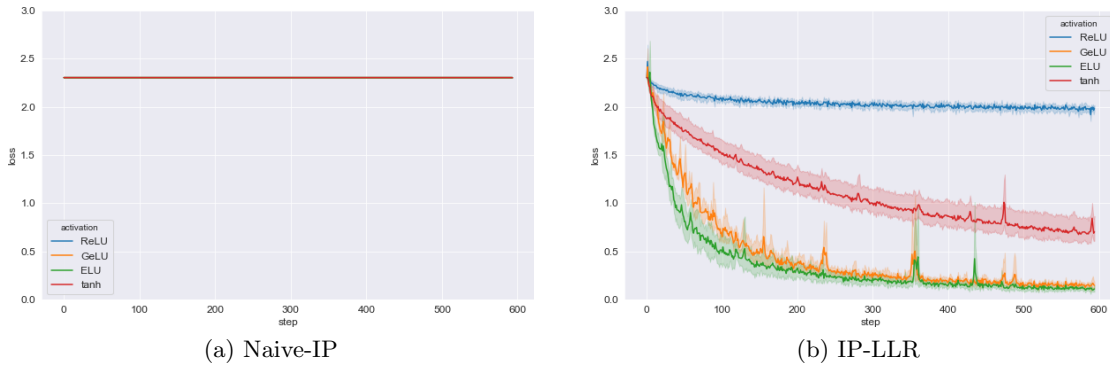 3.0
2.5
2.0
1.5
1.0
0.5
0.0
loss
activation
ReLU
GeLU
ELU
tanh
0 100 200 300 400 500 600
step
(a) Naive-IP
3.0
2.5
2.0
1.5
1.0
0.5
0.0
loss
activation
ReLU
GeLU
ELU
tanh
0 100 200 300 400 500 600
step
(b) IP-LLR